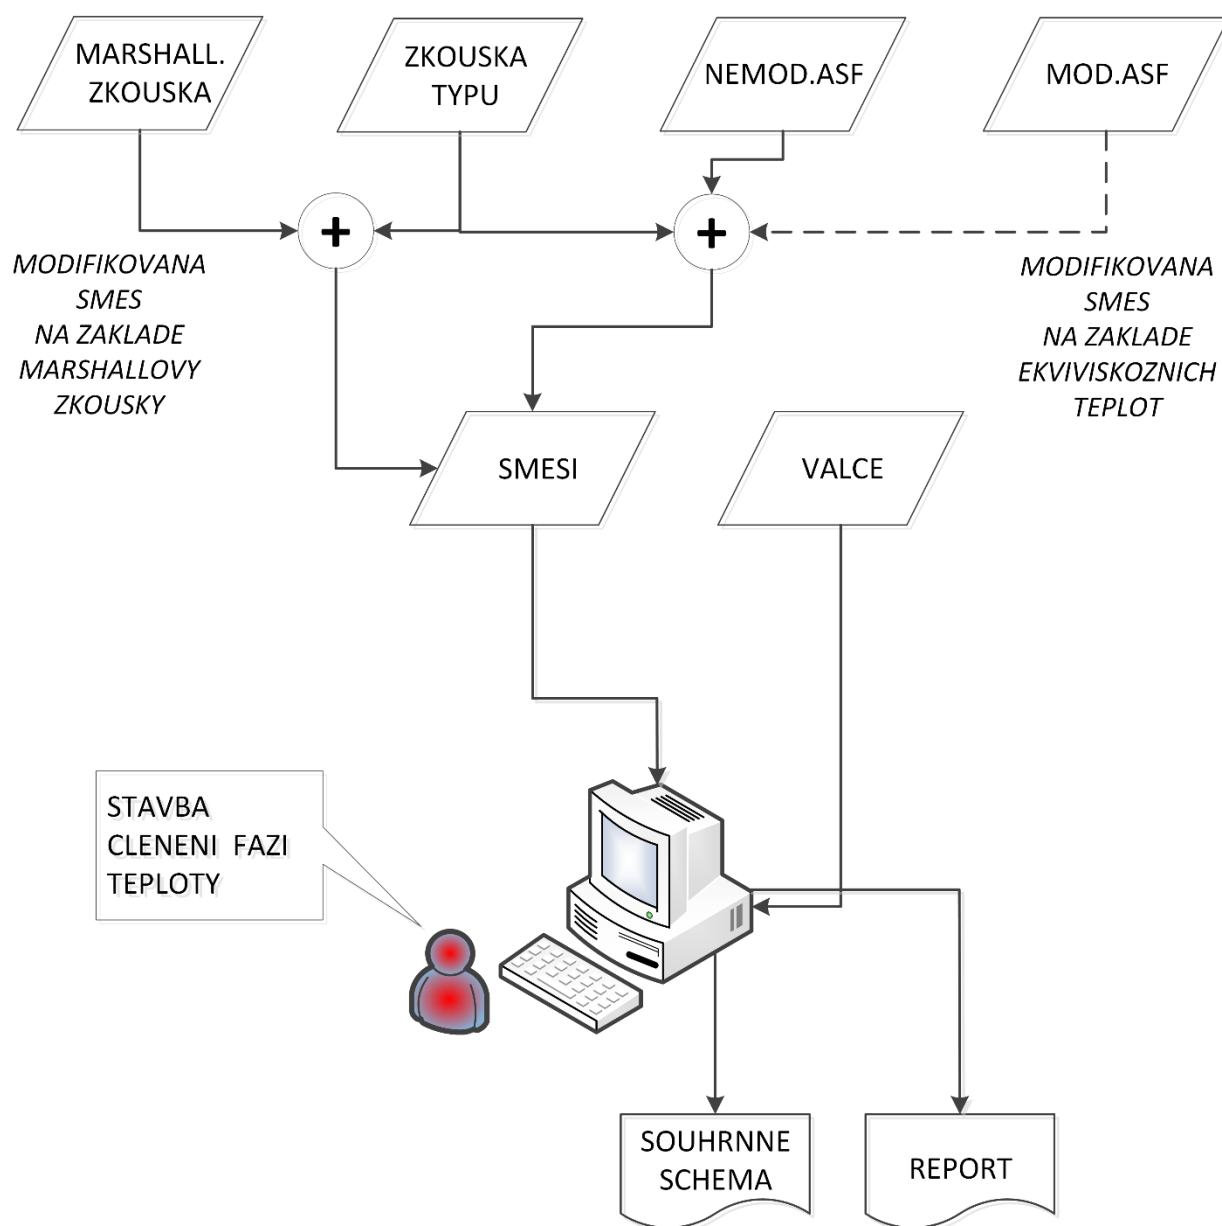 MARSHALL.
ZKOUSKA
ZKOUSKA
TYPU
NEMOD.ASF
MOD.ASF
+
+
MODIFIKOVANA
SMES
NA ZAKLADE
MARSHALLOVY
ZKOUSKY
MODIFIKOVANA
SMES
NA ZAKLADE
EKVIVISKOZNICH
TEPLOT
SMESI
VALCE
STAVBA
CLENENI FAZI
TEPLOTY
SOUHRNNE
SCHEMA
REPORT